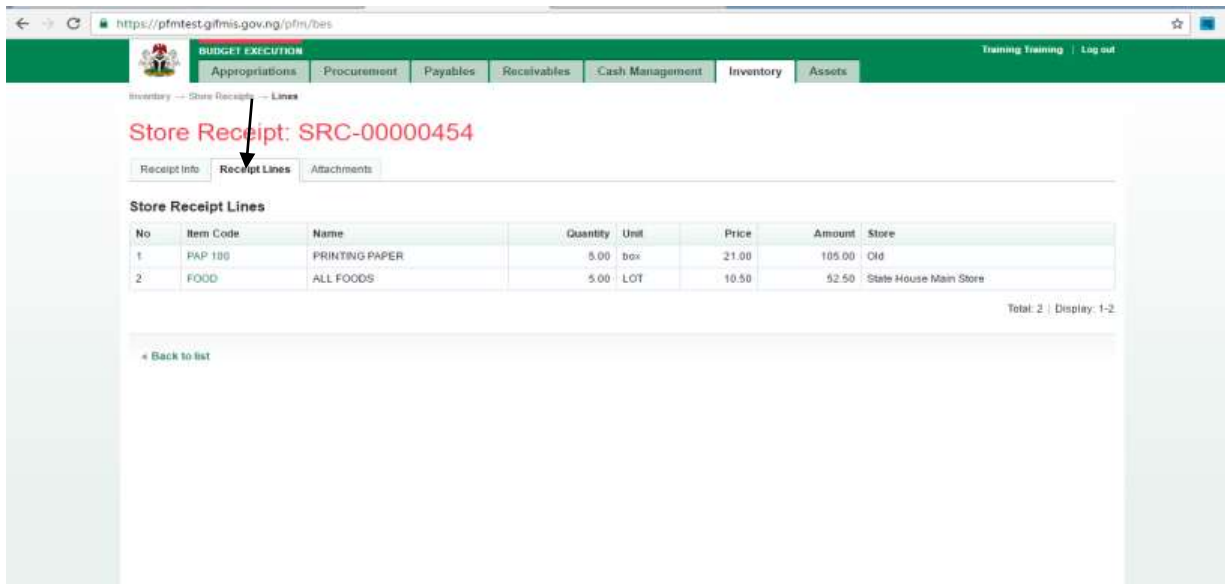 https://pfmtest.gifmis.gov.ng/pfm/bes
BUDGET EXECUTION
Training Training | Log out
Appropriations Procurement Payables Receivables Cash Management Inventory Assets
Inventory → Store Receipts → Lines
Store Receipt: SRC-00000454
Receipt Info Receipt Lines Attachments
Store Receipt Lines
No Item Code Name Quantity Unit Price Amount Store
1 PAP 100 PRINTING PAPER 5.00 box 21.00 105.00 Old
2 FOOD ALL FOODS 5.00 LOT 10.50 52.50 State House Main Store
Total: 2 | Display: 1-2
« Back to list